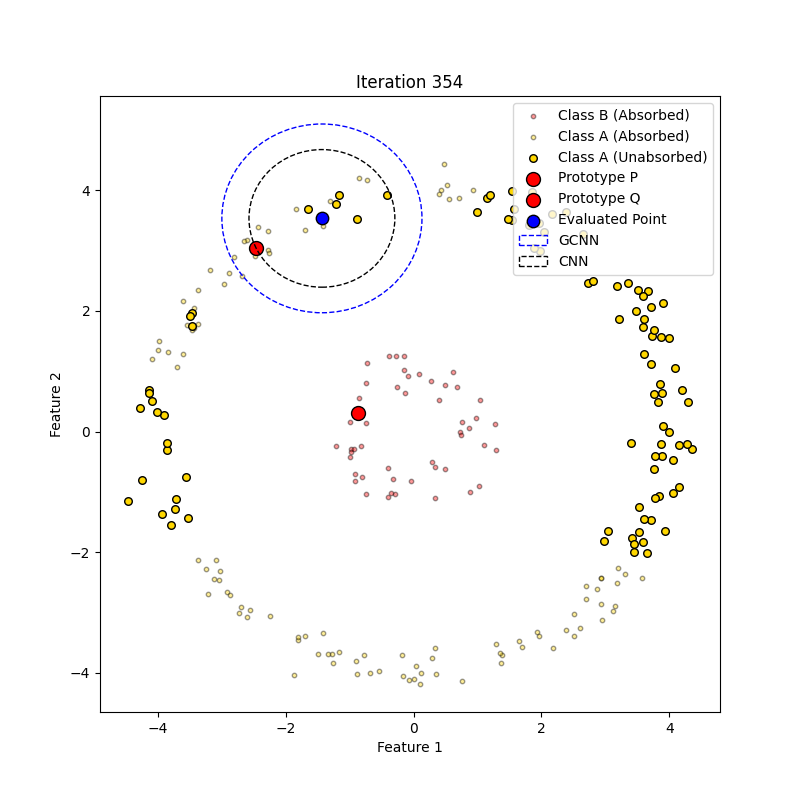 Iteration 354
Class B (Absorbed)
Class A (Absorbed)
Class A (Unabsorbed)
Prototype P
Prototype Q
Evaluated Point
GCNN
CNN
4
2
0
−2
−4
Feature 2
−4
−2
0
2
4
Feature 1